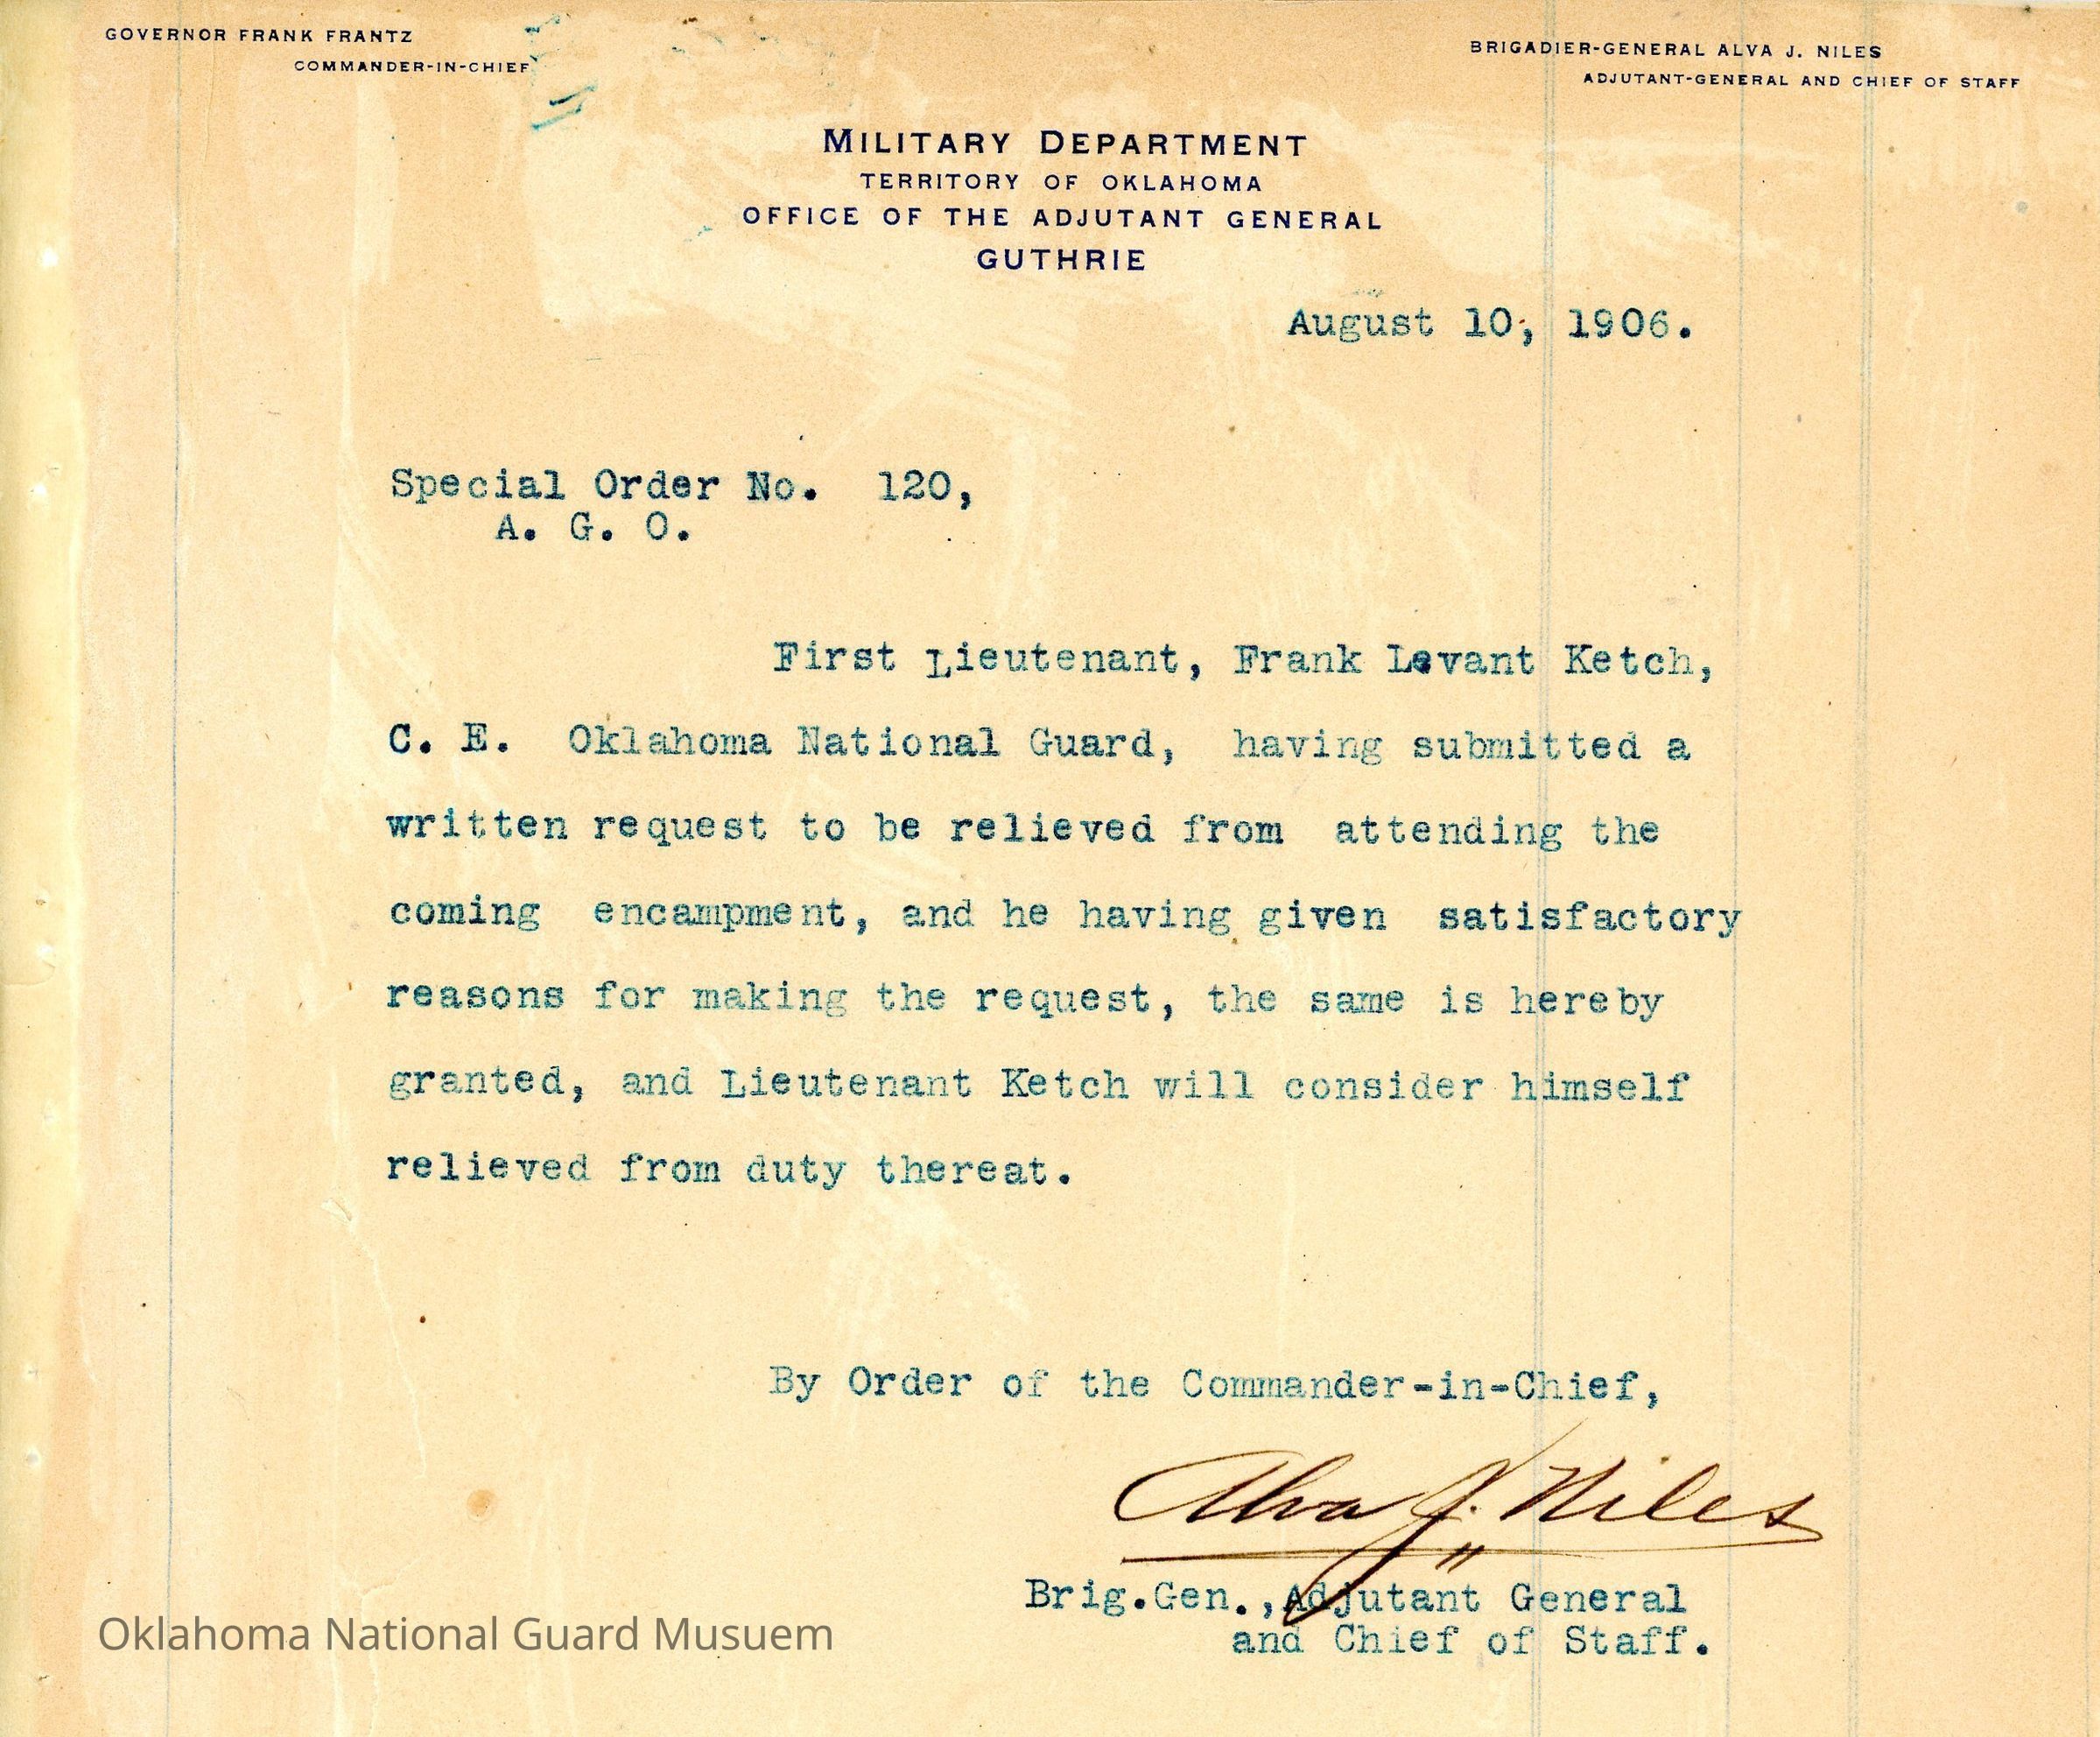 GOVERNOR FRANK FRANTZ
COMMANDER-IN-CHIEF
BRIGADIER-GENERAL ALVA J. NILES
ADJUTANT-GENERAL AND CHIEF OF STAFF
MILITARY DEPARTMENT
TERRITORY OF OKLAHOMA
OFFICE OF THE ADJUTANT GENERAL
GUTHRIE
August 10, 1906.
Special Order No. 120,
A. G. O.
First Lieutenant, Frank Levant Ketch,
C. E. Oklahoma National Guard, having submitted a
written request to be relieved from attending the
coming encampment, and he having given satisfactory
reasons for making the request, the same is hereby
granted, and Lieutenant Ketch will consider himself
relieved from duty thereat.
By Order of the Commander-in-Chief,
Alva J. Niles
Brig.Gen.,Adjutant General
and Chief of Staff.
Oklahoma National Guard Musuem